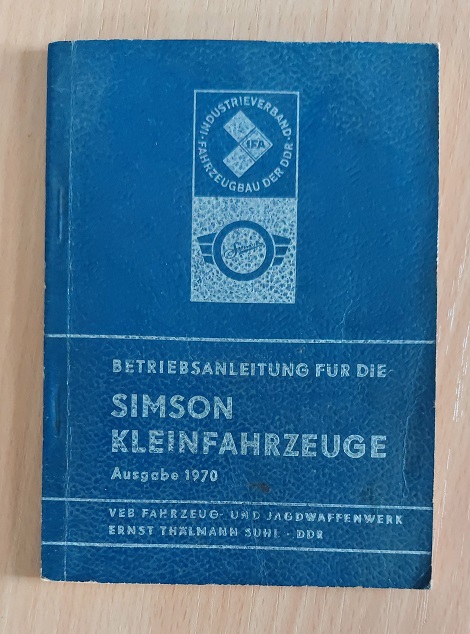 · INDUSTRIEVERBAND ·
FAHRZEUGBAU DER DDR
IFA
Simson
BETRIEBSANLEITUNG FÜR DIE
SIMSON
KLEINFAHRZEUGE
Ausgabe 1970
VEB FAHRZEUG- UND JAGDWAFFENWERK
ERNST THÄLMANN SUHL - DDR